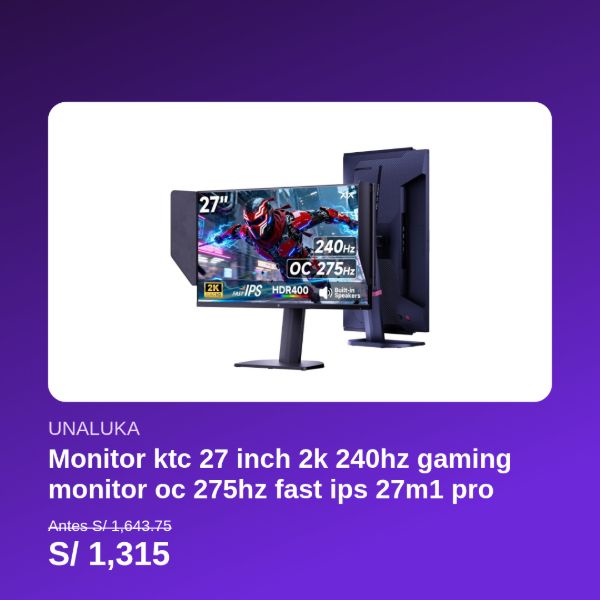 27"
240Hz
OC 275Hz
2K
FAST IPS
HDR400
Built-in
Speakers
UNALUKA
Monitor ktc 27 inch 2k 240hz gaming
monitor oc 275hz fast ips 27m1 pro
Antes S/ 1,643.75
S/ 1,315